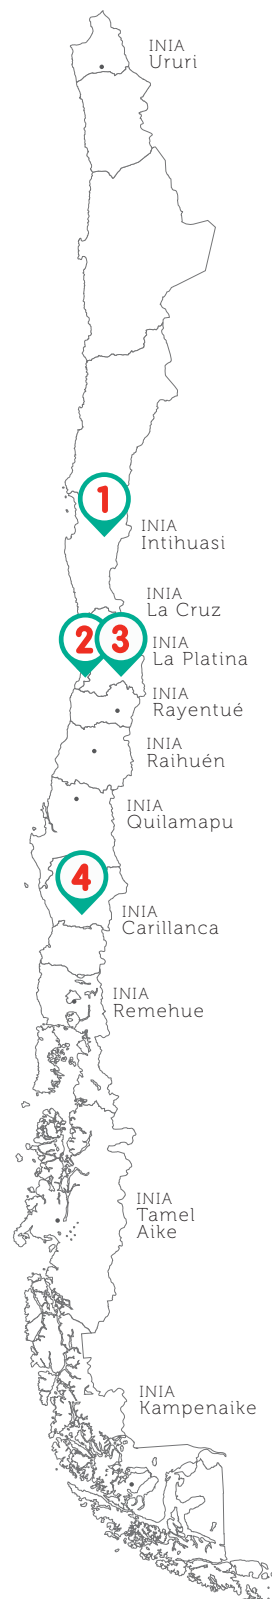 INIA
Ururi
1
INIA
Intihuasi
INIA
La Cruz
2
3
INIA
La Platina
INIA
Rayentué
INIA
Raihuén
INIA
Quilamapu
4
INIA
Carillanca
INIA
Remehue
INIA
Tamel
Aike
INIA
Kampenaike